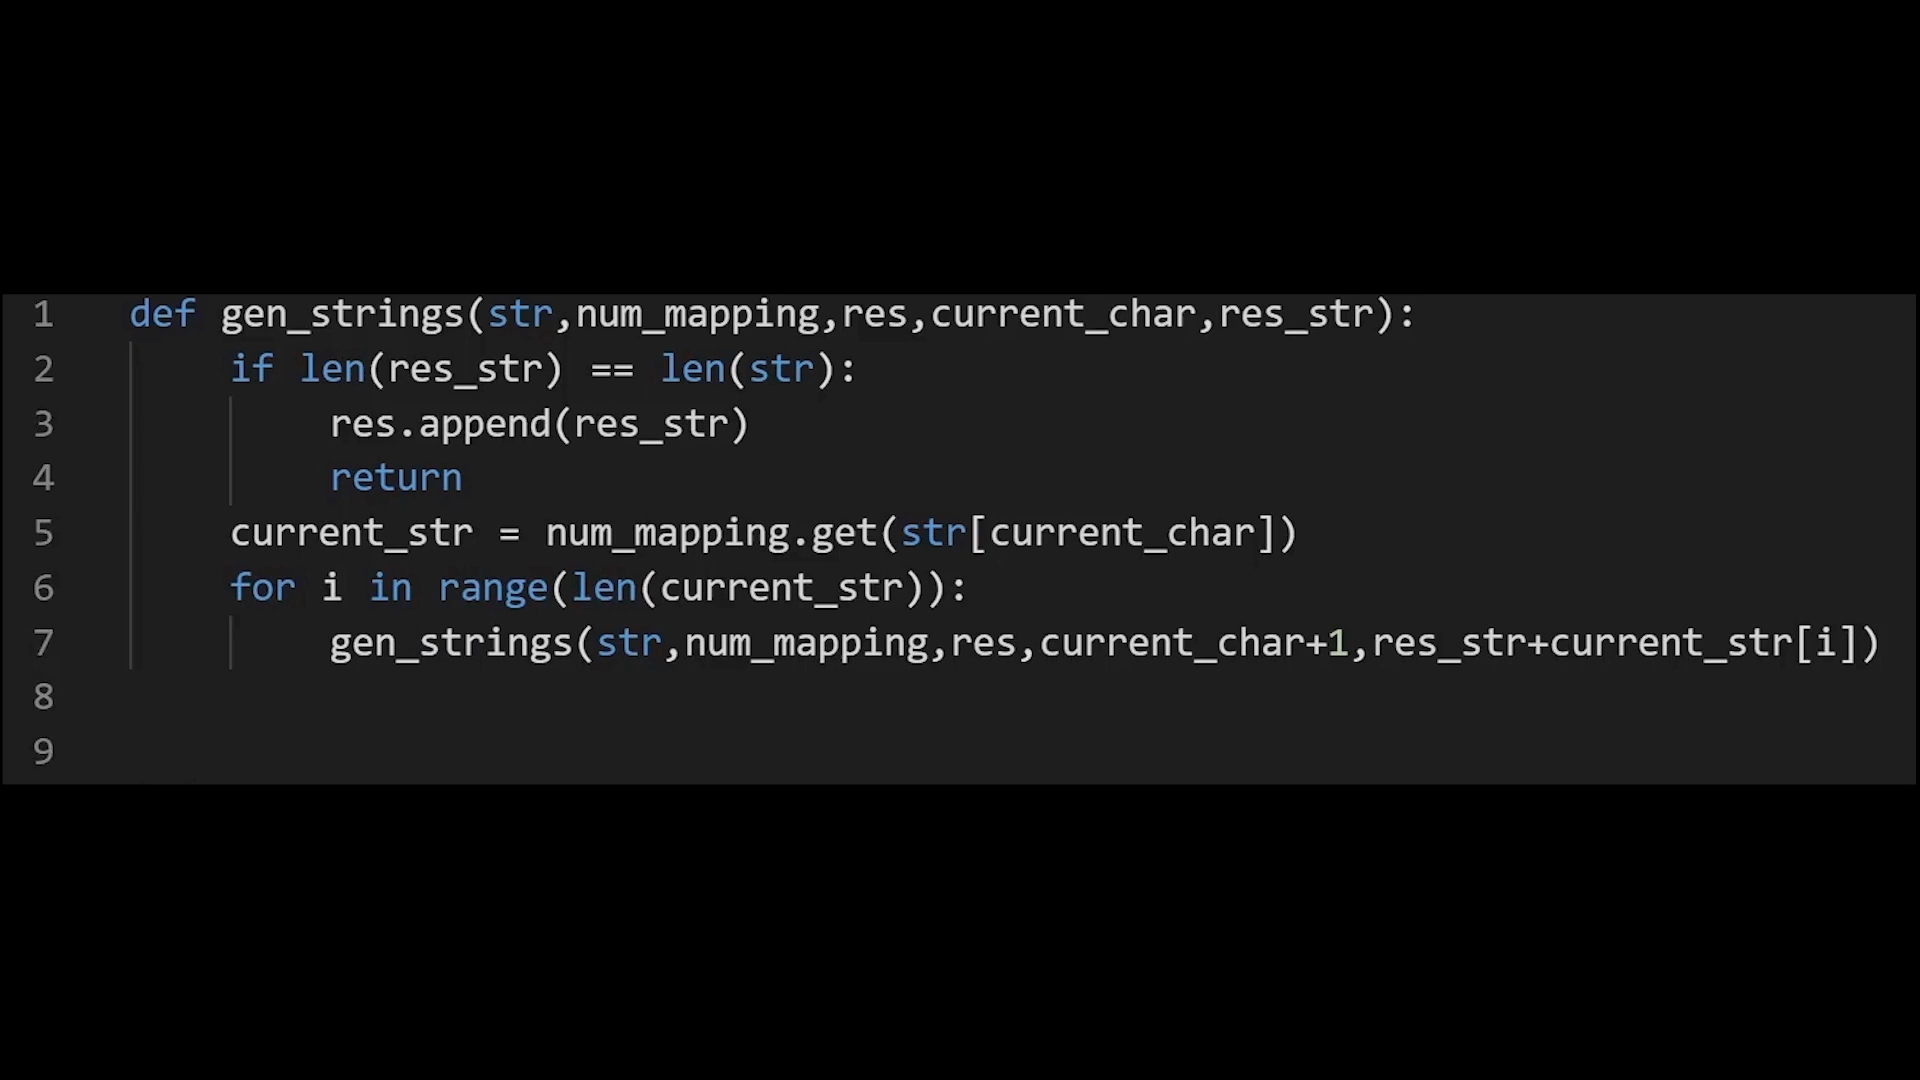 1 def gen_strings(str,num_mapping,res,current_char,res_str):
2 if len(res_str) == len(str):
3 res.append(res_str)
4 return
5 current_str = num_mapping.get(str[current_char])
6 for i in range(len(current_str)):
7 gen_strings(str,num_mapping,res,current_char+1,res_str+current_str[i])
8
9